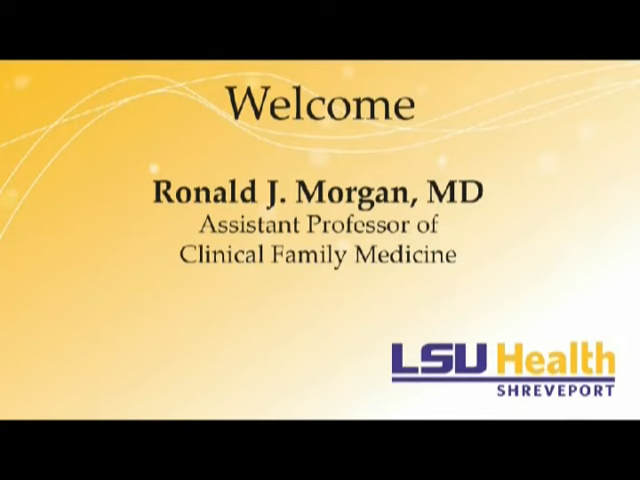 Welcome
Ronald J. Morgan, MD
Assistant Professor of
Clinical Family Medicine
LSU Health
SHREVEPORT